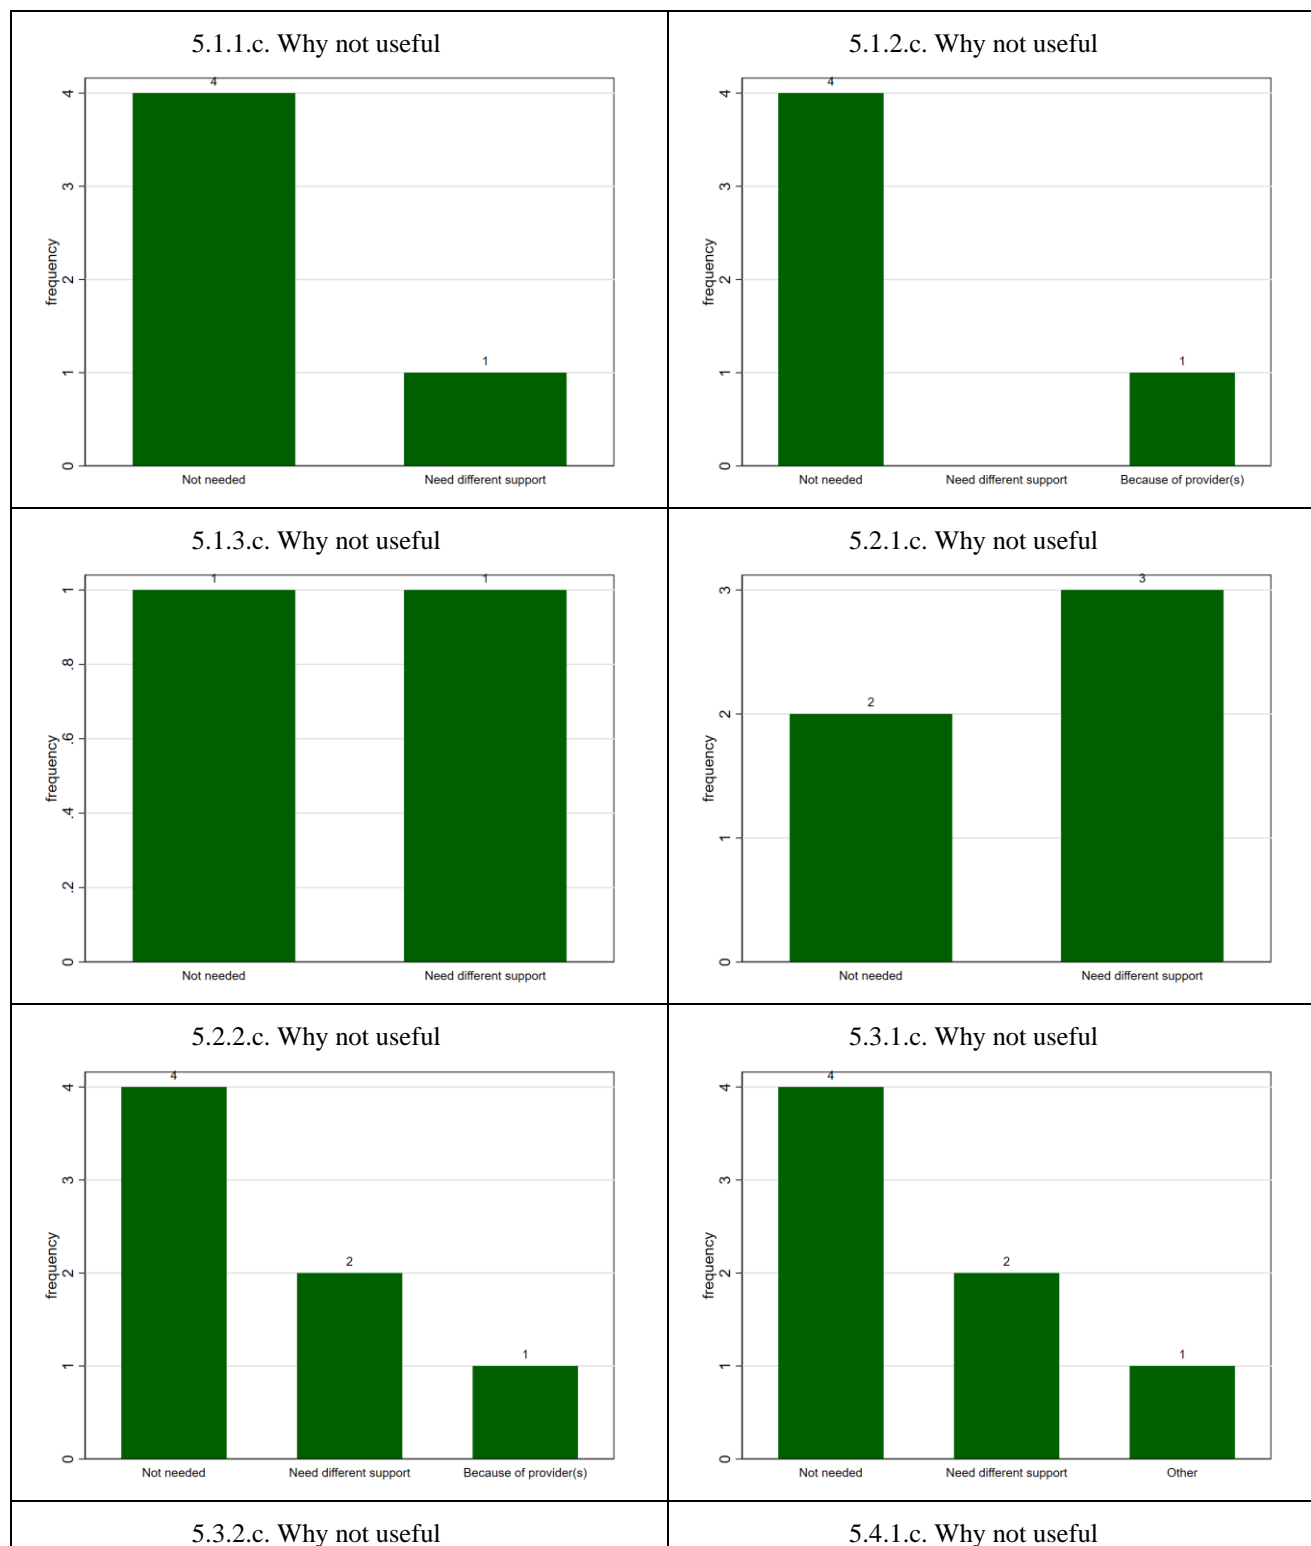 5.1.1.c. Why not useful
4
4
3
2
1
0
frequency
1
Not needed
Need different support
5.1.2.c. Why not useful
4
4
3
2
1
0
frequency
1
Not needed
Need different support
Because of provider(s)
5.1.3.c. Why not useful
1
1
1
.8
.6
.4
.2
0
frequency
Not needed
Need different support
5.2.1.c. Why not useful
3
3
2
1
0
frequency
2
Not needed
Need different support
5.2.2.c. Why not useful
4
4
3
2
1
0
frequency
2
1
Not needed
Need different support
Because of provider(s)
5.3.1.c. Why not useful
4
4
3
2
1
0
frequency
2
1
Not needed
Need different support
Other
5.3.2.c. Why not useful
5.4.1.c. Why not useful